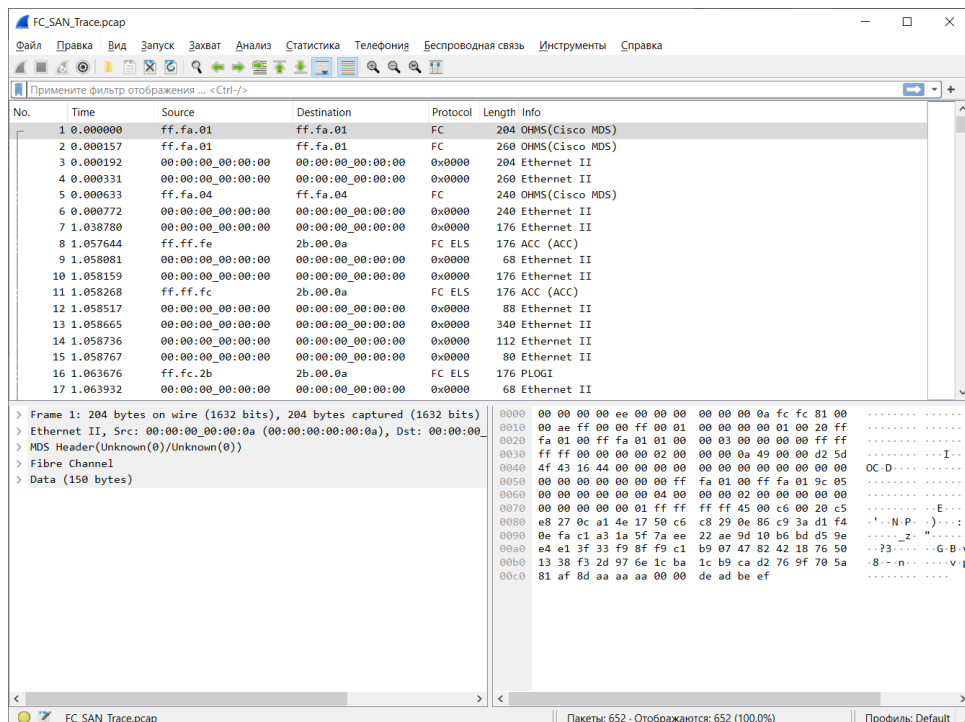 FC_SAN_Trace.pcap
Файл Правка Вид Запуск Захват Анализ Статистика Телефония Беспроводная связь Инструменты Справка
Примените фильтр отображения ... <Ctrl-/>
No. Time Source Destination Protocol Length Info
1 0.000000 ff.fa.01 ff.fa.01 FC 204 OHMS(Cisco MDS)
2 0.000157 ff.fa.01 ff.fa.01 FC 260 OHMS(Cisco MDS)
3 0.000192 00:00:00_00:00:00 00:00:00_00:00:00 0x0000 204 Ethernet II
4 0.000331 00:00:00_00:00:00 00:00:00_00:00:00 0x0000 260 Ethernet II
5 0.000633 ff.fa.04 ff.fa.04 FC 240 OHMS(Cisco MDS)
6 0.000772 00:00:00_00:00:00 00:00:00_00:00:00 0x0000 240 Ethernet II
7 1.038780 00:00:00_00:00:00 00:00:00_00:00:00 0x0000 176 Ethernet II
8 1.057644 ff.ff.fe 2b.00.0a FC ELS 176 ACC (ACC)
9 1.058081 00:00:00_00:00:00 00:00:00_00:00:00 0x0000 68 Ethernet II
10 1.058159 00:00:00_00:00:00 00:00:00_00:00:00 0x0000 176 Ethernet II
11 1.058268 ff.ff.fc 2b.00.0a FC ELS 176 ACC (ACC)
12 1.058517 00:00:00_00:00:00 00:00:00_00:00:00 0x0000 88 Ethernet II
13 1.058665 00:00:00_00:00:00 00:00:00_00:00:00 0x0000 340 Ethernet II
14 1.058736 00:00:00_00:00:00 00:00:00_00:00:00 0x0000 112 Ethernet II
15 1.058767 00:00:00_00:00:00 00:00:00_00:00:00 0x0000 80 Ethernet II
16 1.063676 ff.fc.2b 2b.00.0a FC ELS 176 PLOGI
17 1.063932 00:00:00_00:00:00 00:00:00_00:00:00 0x0000 68 Ethernet II
Frame 1: 204 bytes on wire (1632 bits), 204 bytes captured (1632 bits)
Ethernet II, Src: 00:00:00_00:00:0a (00:00:00:00:00:0a), Dst: 00:00:00_
MDS Header(Unknown(0)/Unknown(0))
Fibre Channel
Data (150 bytes)
0000 00 00 00 00 ee 00 00 00 00 00 00 0a fc fc 81 00 ········ ······
0010 00 ae ff 00 00 ff 00 01 00 00 00 00 01 00 20 ff ········ ······
0020 fa 01 00 ff fa 01 01 00 00 03 00 00 00 00 ff ff ········ ······
0030 ff ff 00 00 00 00 02 00 00 00 0a 49 00 00 d2 5d ········ ···I··
0040 4f 43 16 44 00 00 00 00 00 00 00 00 00 00 00 00 OC·D···· ······
0050 00 00 00 00 00 00 00 ff fa 01 00 ff fa 01 9c 05 ········ ······
0060 00 00 00 00 00 00 04 00 00 00 02 00 00 00 00 00 ········ ······
0070 00 00 00 00 00 01 ff ff ff ff 45 00 c6 00 20 c5 ········ ··E···
0080 e8 27 0c a1 4e 17 50 c6 c8 29 0e 86 c9 3a d1 f4 ·'··N·P· ·)···:
0090 0e fa c1 a3 1a 5f 7a ee 22 ae 9d 10 b6 bd d5 9e ·····_z· "·····
00a0 e4 e1 3f 33 f9 8f f9 c1 b9 07 47 82 42 18 76 50 ··?3···· ··G·B·v
00b0 13 38 f3 2d 97 6e 1c ba 1c b9 ca d2 76 9f 70 5a ·8·-·n·· ····v·p
00c0 81 af 8d aa aa aa 00 00 de ad be ef ········ ····
FC_SAN_Trace.pcap Пакеты: 652 · Отображаются: 652 (100.0%) Профиль: Default